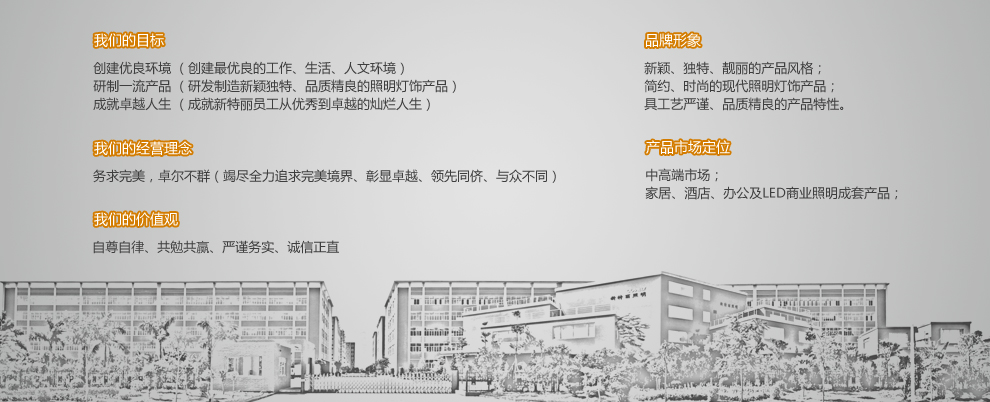 我们的目标
创建优良环境 （ 创建最优良的工作、生活、人文环境 ）
研制一流产品 （ 研发制造新颖独特、品质精良的照明灯饰产品 ）
成就卓越人生 （ 成就新特丽员工从优秀到卓越的灿烂人生 ）
我们的经营理念
务求完美，卓尔不群（ 竭尽全力追求完美境界、彰显卓越、领先同侪、与众不同 ）
我们的价值观
自尊自律、共勉共赢、严谨务实、诚信正直
品牌形象
新颖、独特、靓丽的产品风格；
简约、时尚的现代照明灯饰产品；
具工艺严谨、品质精良的产品特性。
产品市场定位
中高端市场；
家居、酒店、办公及LED商业照明成套产品；